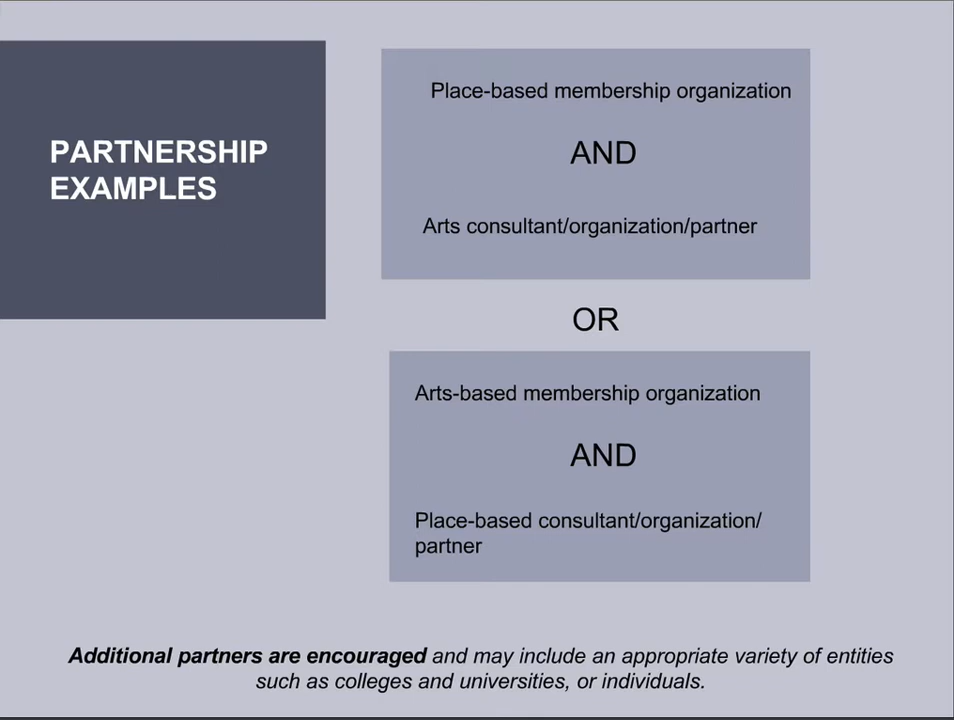 PARTNERSHIP
EXAMPLES
Place-based membership organization
AND
Arts consultant/organization/partner
OR
Arts-based membership organization
AND
Place-based consultant/organization/
partner
Additional partners are encouraged and may include an appropriate variety of entities
such as colleges and universities, or individuals.